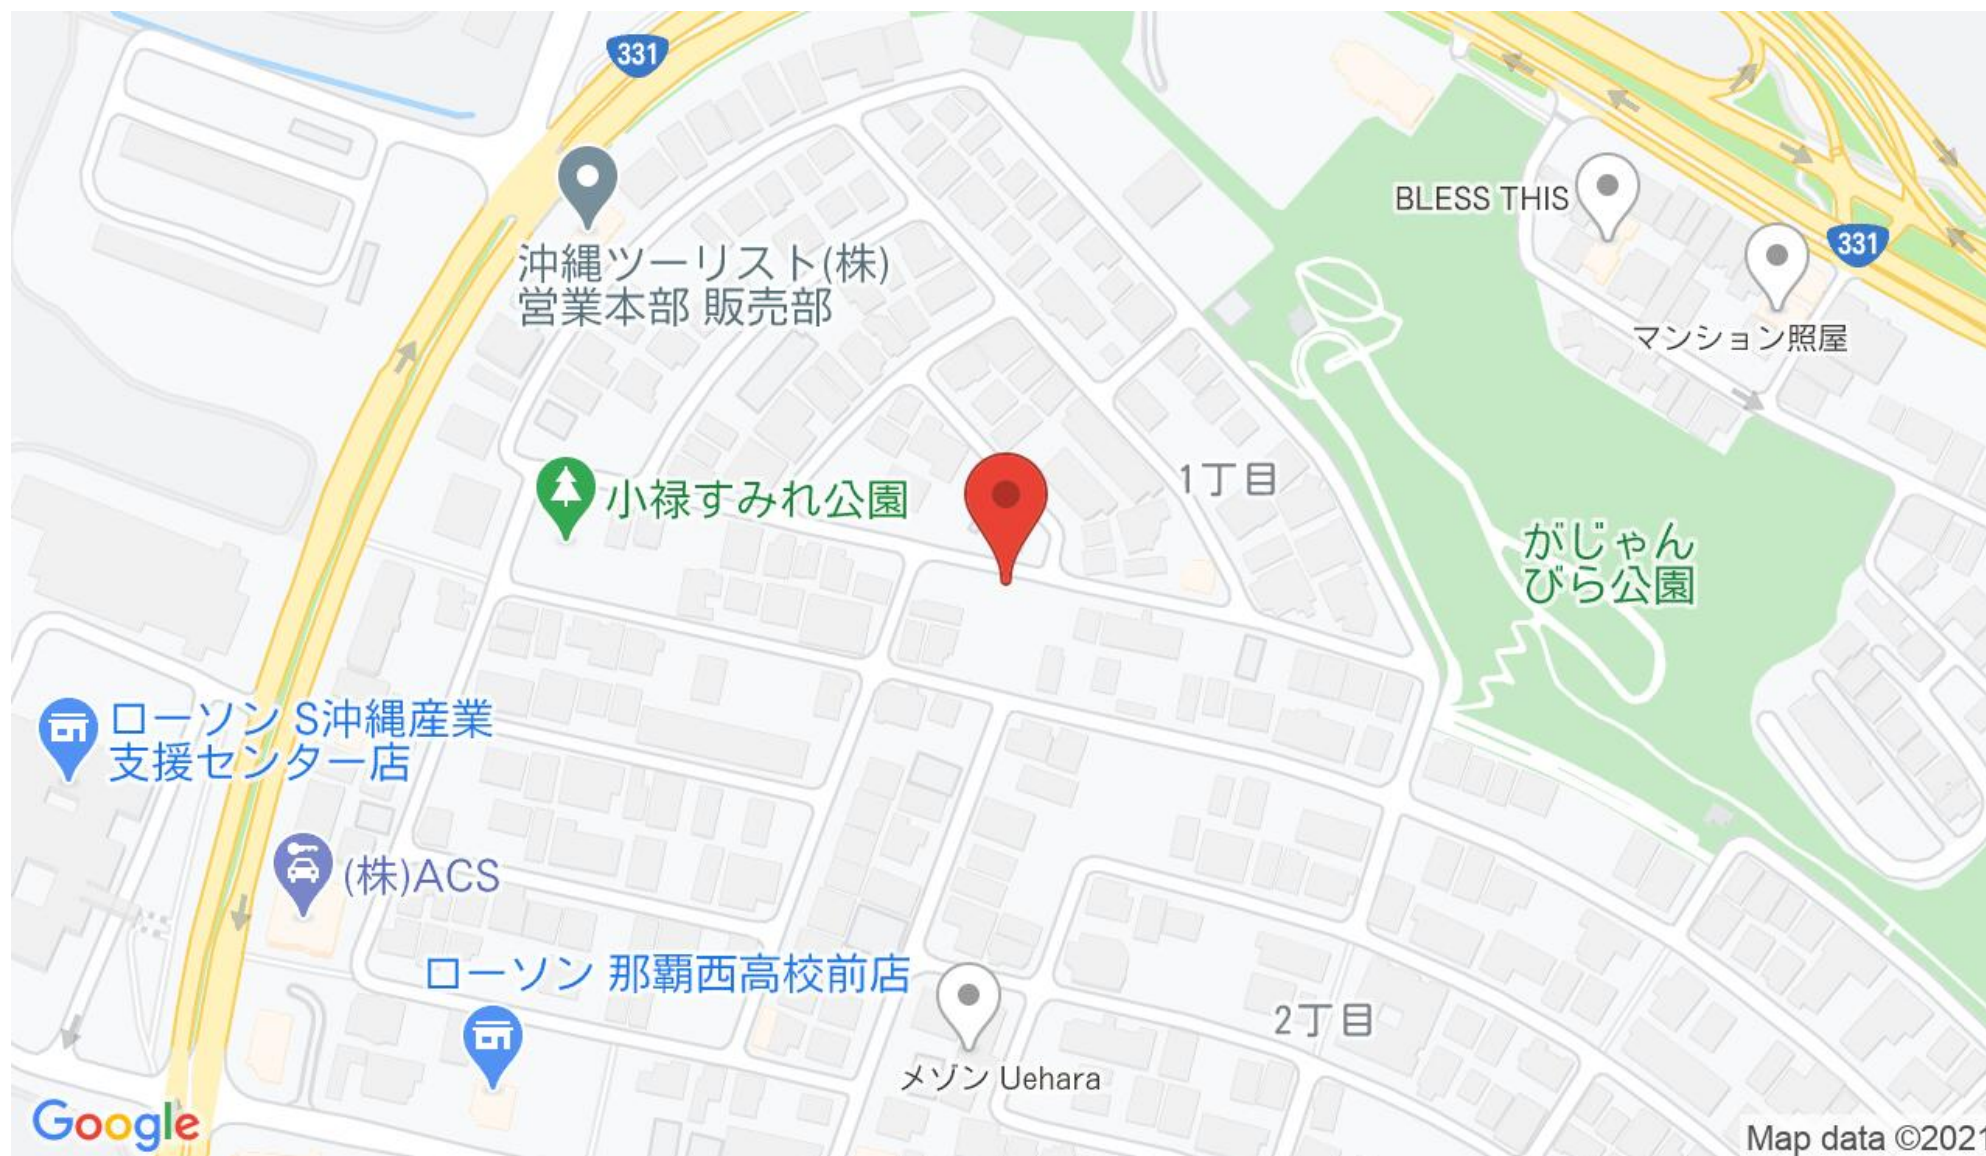 331
BLESS THIS
331
沖縄ツーリスト(株)
営業本部 販売部
マンション照屋
1丁目
小禄すみれ公園
がじゃん
びら公園
ローソン S沖縄産業
支援センター店
(株)ACS
ローソン 那覇西高校前店
2丁目
メゾン Uehara
Google
Map data ©2021